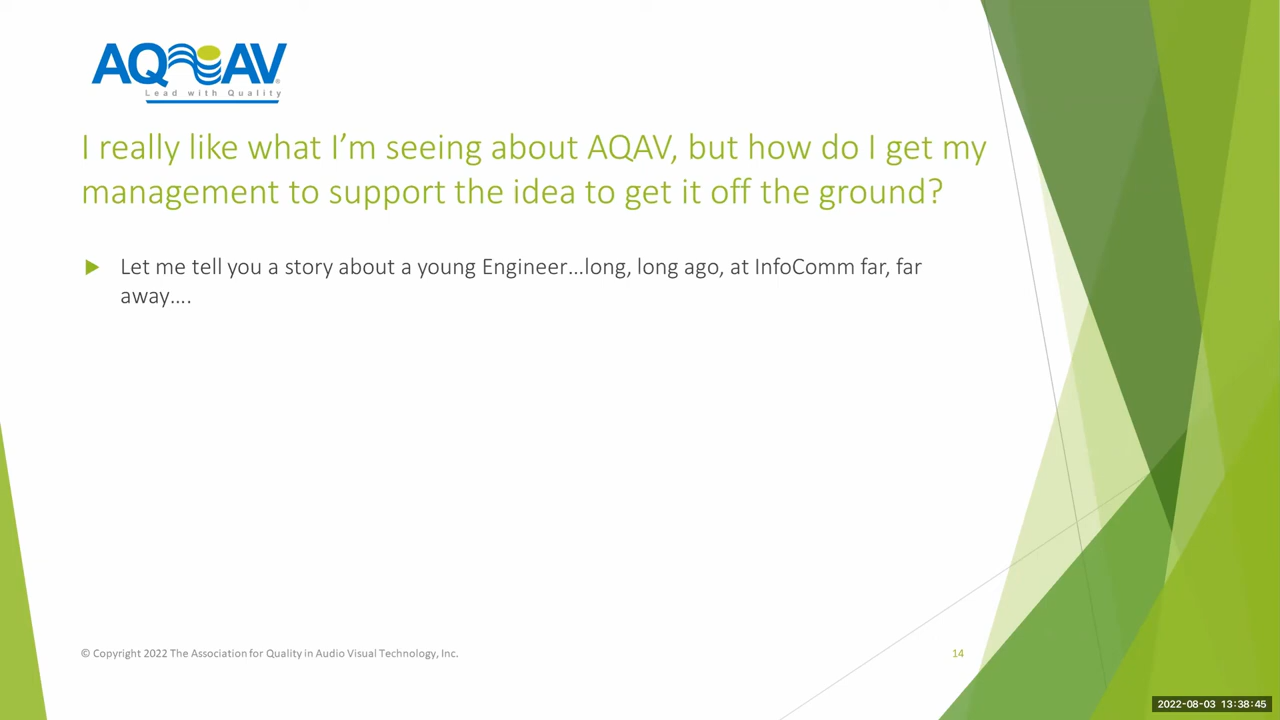 AQAV
Lead with Quality
I really like what I’m seeing about AQAV, but how do I get my
management to support the idea to get it off the ground?
Let me tell you a story about a young Engineer…long, long ago, at InfoComm far, far
away….
© Copyright 2022 The Association for Quality in Audio Visual Technology, Inc.
14
2022-08-03 13:38:45